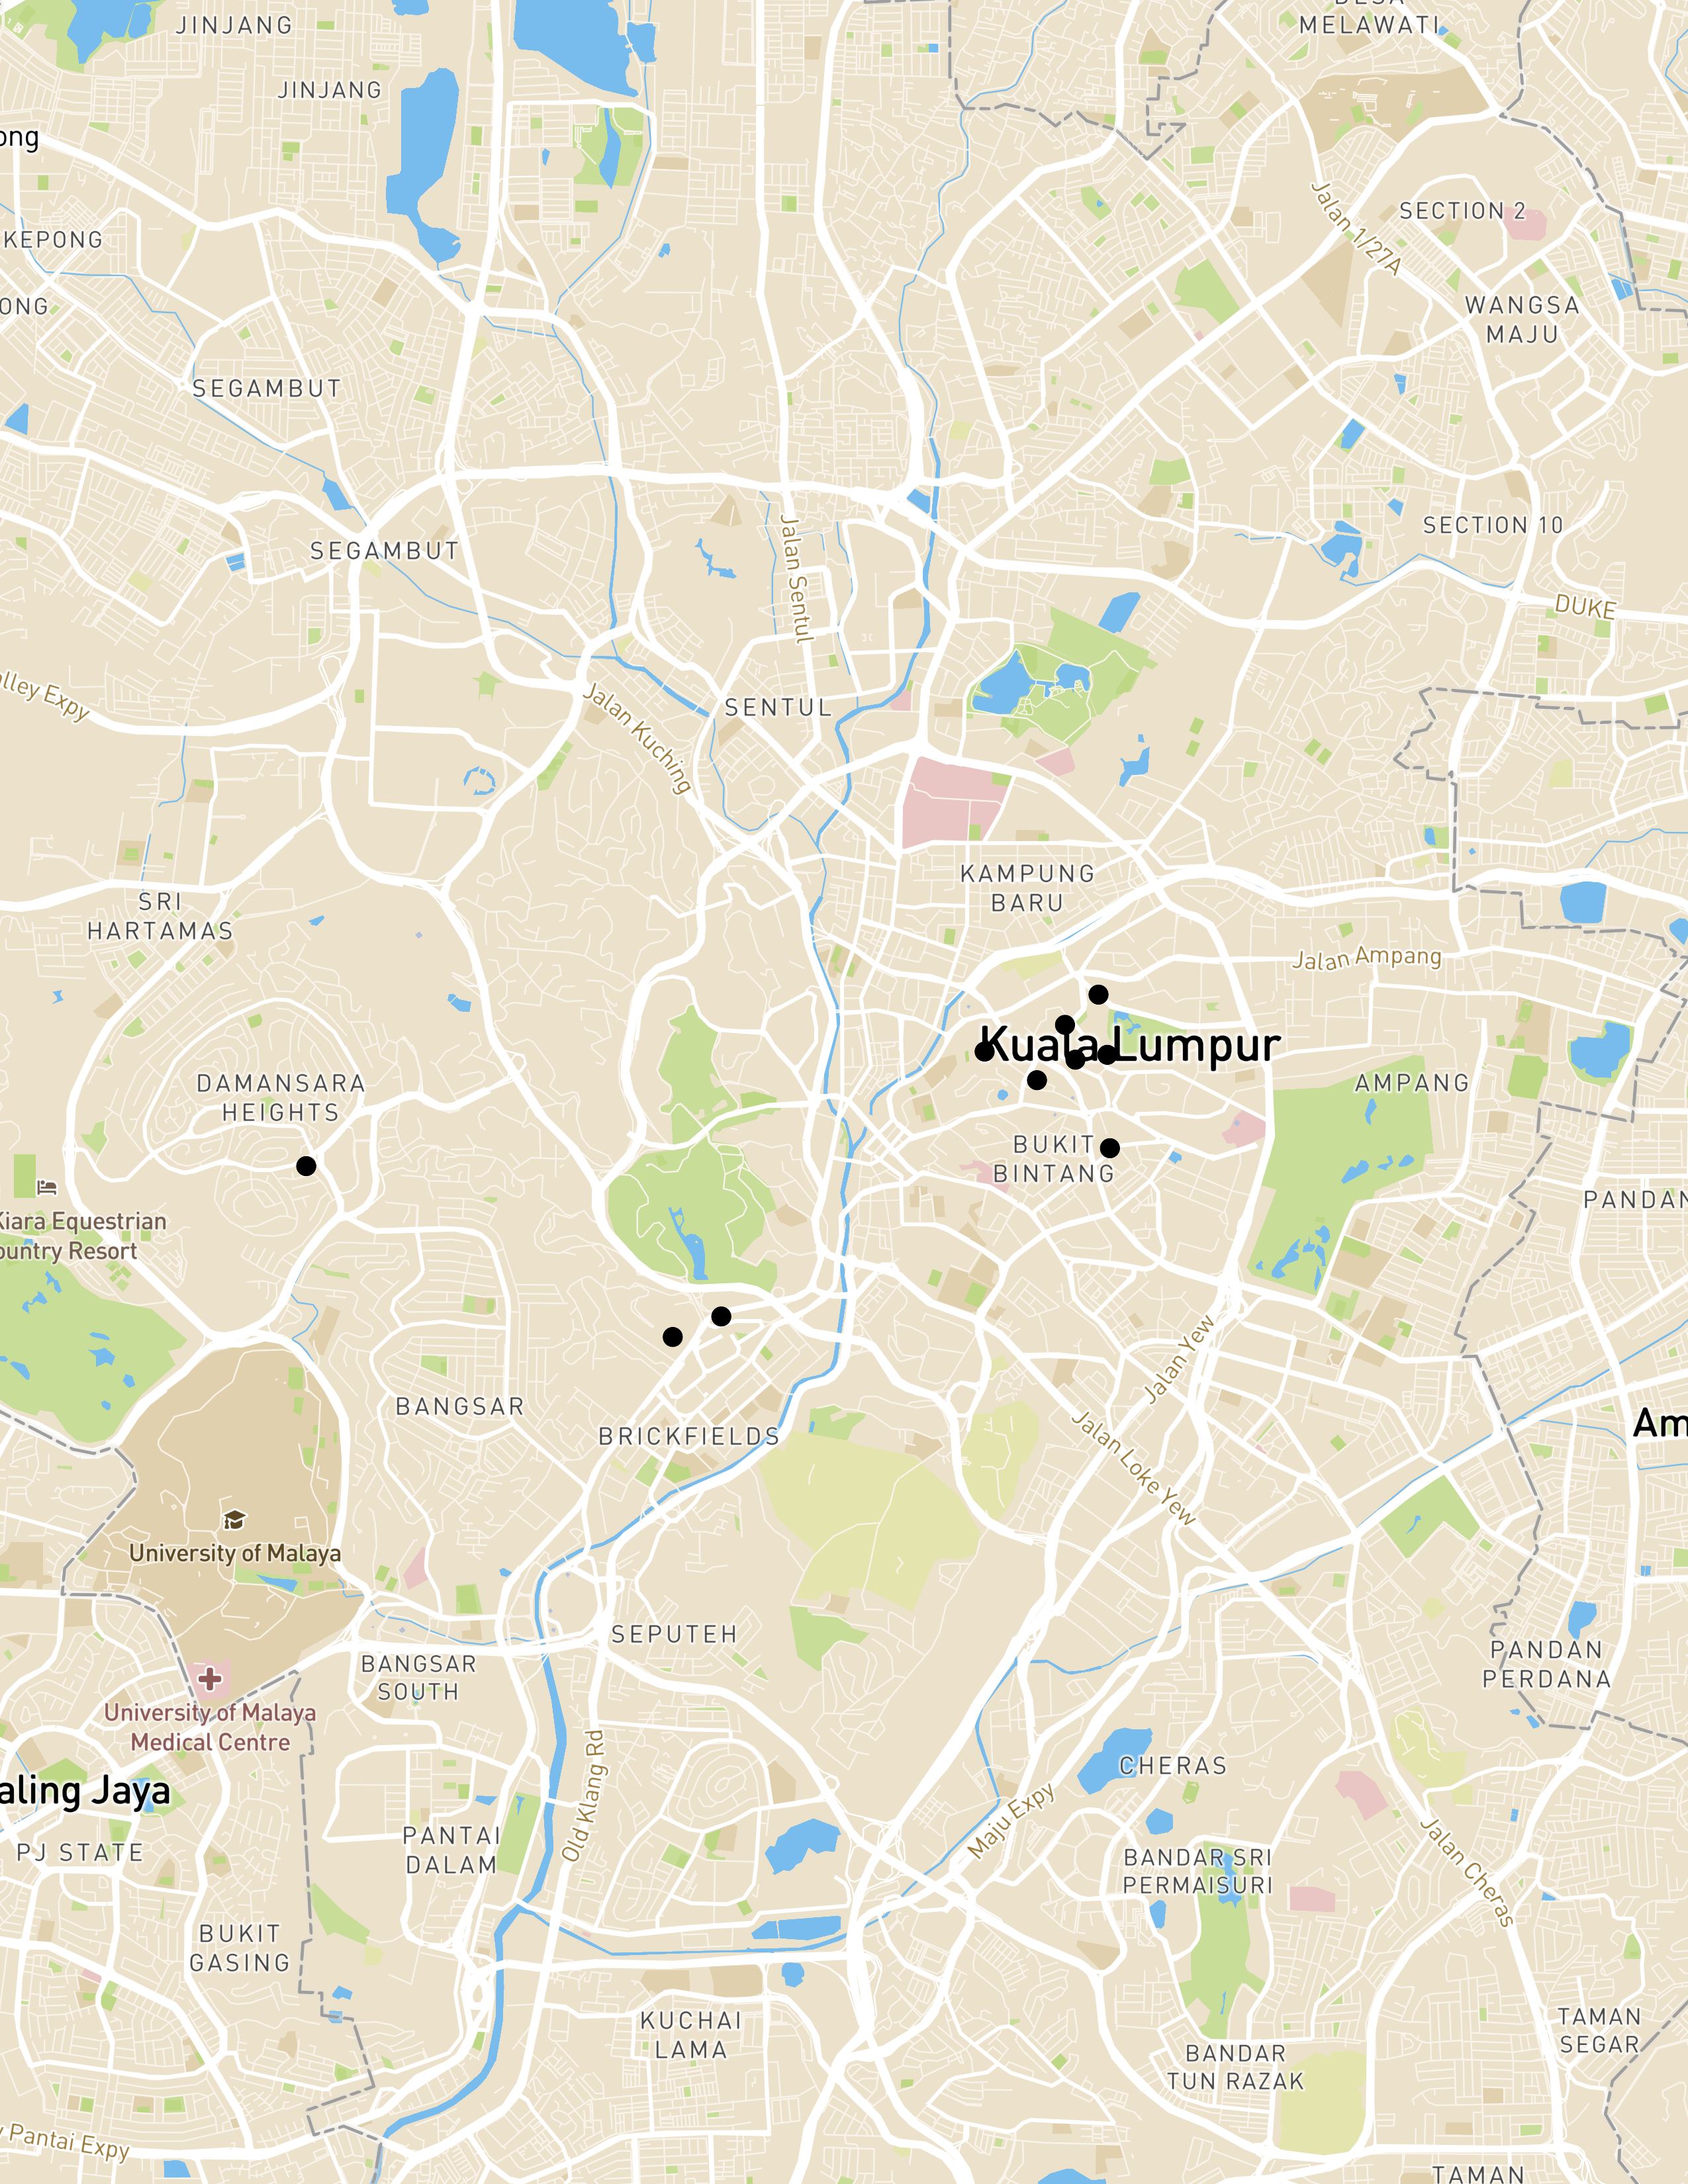 MELAWATI
JINJANG
JINJANG
ong
SECTION 2
Jalan 1/27A
KEPONG
ONG
WANGSA
MAJU
SEGAMBUT
SECTION 10
SEGAMBUT
Jalan Sentul
DUKE
alley Expy
Jalan Kuching
SENTUL
KAMPUNG
BARU
SRI
HARTAMAS
Jalan Ampang
Kuala Lumpur
DAMANSARA
HEIGHTS
AMPANG
BUKIT
BINTANG
PANDAN
Kiara Equestrian
ountry Resort
Jalan Yew
BANGSAR
BRICKFIELDS
Jalan Loke Yew
Am
University of Malaya
SEPUTEH
BANGSAR
SOUTH
PANDAN
PERDANA
University of Malaya
Medical Centre
Old Klang Rd
CHERAS
aling Jaya
Maju Expy
PJ STATE
PANTAI
DALAM
BANDAR SRI
PERMAISURI
Jalan Cheras
BUKIT
GASING
KUCHAI
LAMA
TAMAN
SEGAR
BANDAR
TUN RAZAK
Pantai Expy
TAMAN